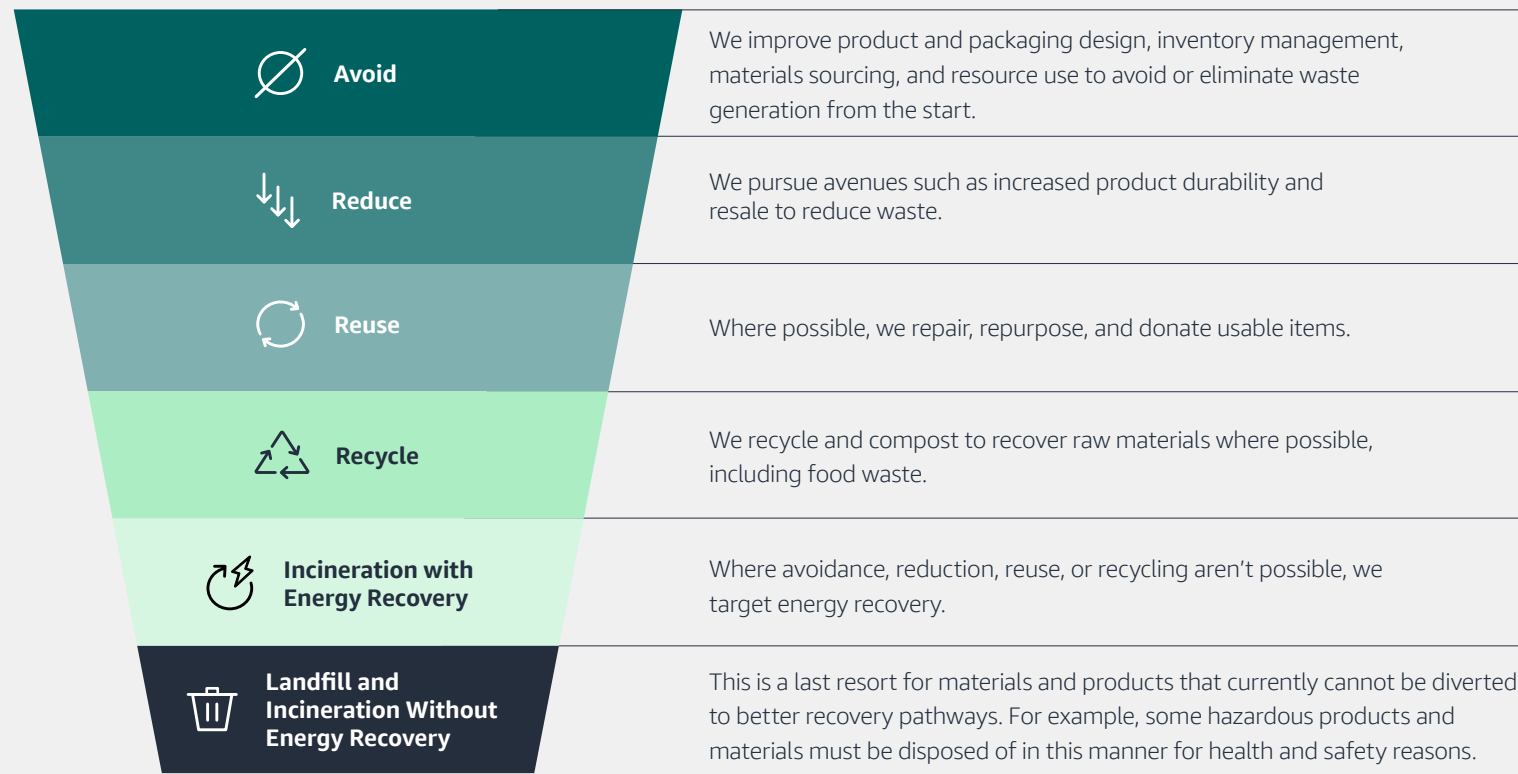 Avoid
We improve product and packaging design, inventory management,
materials sourcing, and resource use to avoid or eliminate waste
generation from the start.
Reduce
We pursue avenues such as increased product durability and
resale to reduce waste.
Reuse
Where possible, we repair, repurpose, and donate usable items.
Recycle
We recycle and compost to recover raw materials where possible,
including food waste.
Incineration with
Energy Recovery
Where avoidance, reduction, reuse, or recycling aren't possible, we
target energy recovery.
Landfill and
Incineration Without
Energy Recovery
This is a last resort for materials and products that currently cannot be diverted
to better recovery pathways. For example, some hazardous products and
materials must be disposed of in this manner for health and safety reasons.